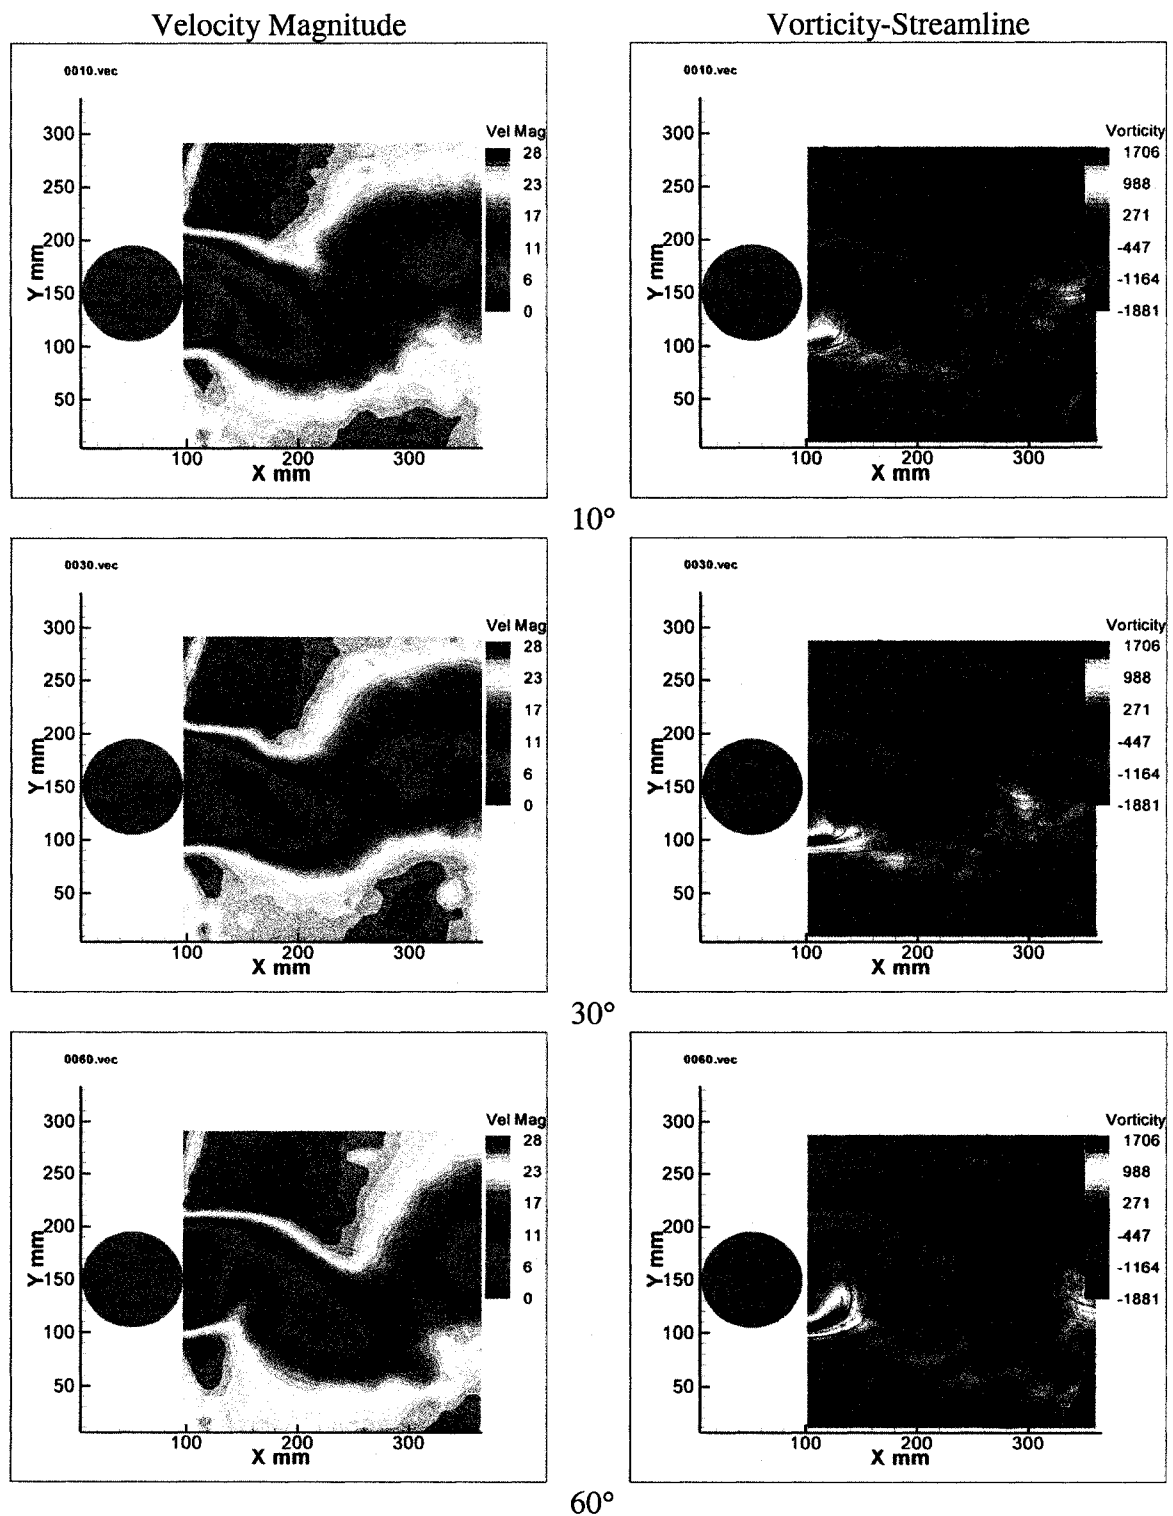 Velocity Magnitude
Vorticity-Streamline
0010.vec
Vel Mag
28
23
17
11
6
0
300
250
200
150
100
50
Y mm
100 200 300
X mm
0010.vec
Vorticity
1706
988
271
-447
-1164
-1881
300
250
200
150
100
50
Y mm
100 200 300
X mm
10°
0030.vec
Vel Mag
28
23
17
11
6
0
300
250
200
150
100
50
Y mm
100 200 300
X mm
0030.vec
Vorticity
1706
988
271
-447
-1164
-1881
300
250
200
150
100
50
Y mm
100 200 300
X mm
30°
0060.vec
Vel Mag
28
23
17
11
6
0
300
250
200
150
100
50
Y mm
100 200 300
X mm
0060.vec
Vorticity
1706
988
271
-447
-1164
-1881
300
250
200
150
100
50
Y mm
100 200 300
X mm
60°